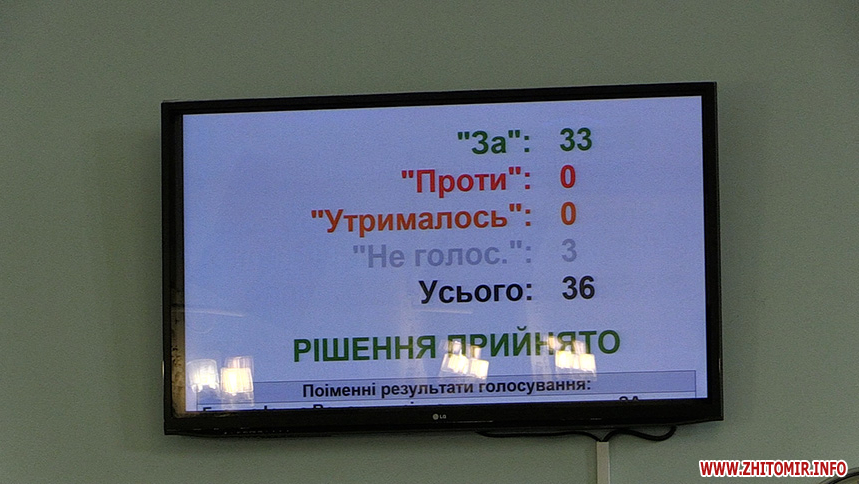 "За": 33
"Проти": 0
"Утрималось": 0
"Не голос.": 3
Усього: 36
РІШЕННЯ ПРИЙНЯТО
Поіменні результати голосування:
ЗА
LG
WWW.ZHITOMIR.INFO